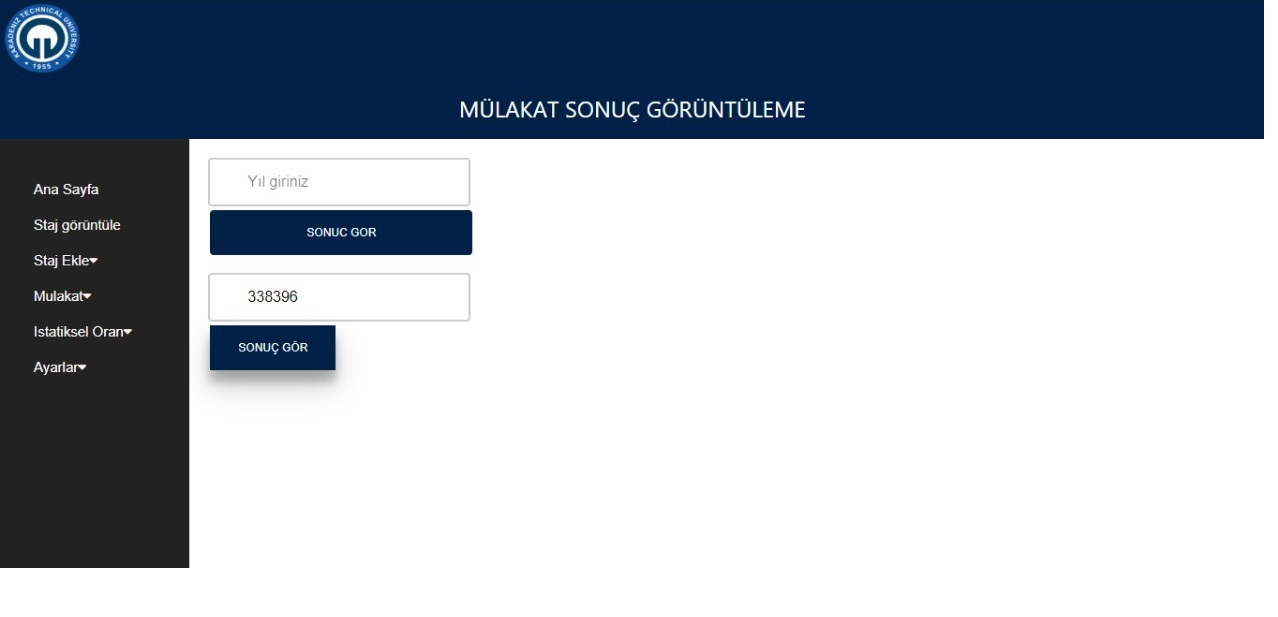 KARADENIZ TECHNICAL UNIVERSITY
1955
MÜLAKAT SONUÇ GÖRÜNTÜLEME
Ana Sayfa
Staj görüntüle
Staj Ekle
Mulakat
Istatiksel Oran
Ayarlar
Yıl giriniz
SONUC GOR
338396
SONUÇ GÖR